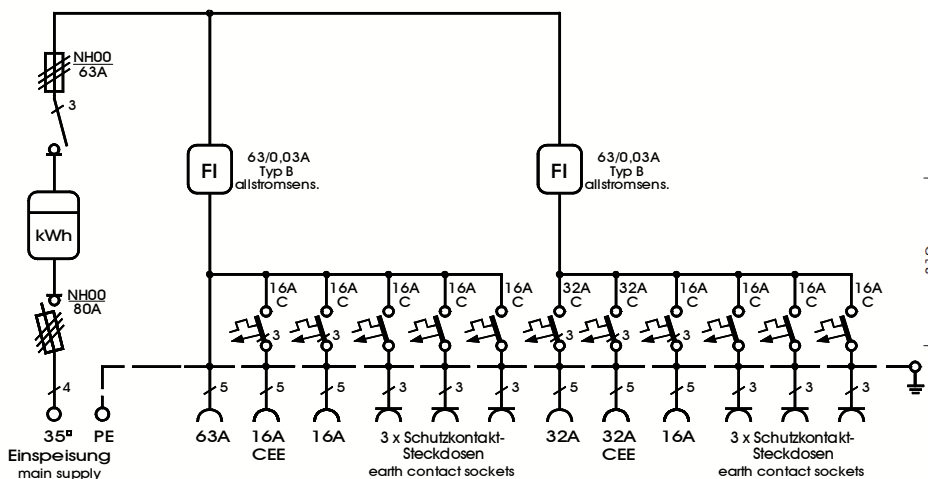 NH00
63A
3
FI
63/0,03A
Typ B
allstromsens.
FI
63/0,03A
Typ B
allstromsens.
kWh
NH00
80A
16A
C
16A
C
16A
C
16A
C
16A
C
32A
C
32A
C
16A
C
16A
C
16A
C
16A
C
3
3
3
3
3
4
5
5
5
3
3
3
5
5
5
3
3
3
35▫
PE
Einspeisung
main supply
63A
16A
CEE
16A
3 x Schutzkontakt-
Steckdosen
earth contact sockets
32A
32A
CEE
16A
3 x Schutzkontakt-
Steckdosen
earth contact sockets